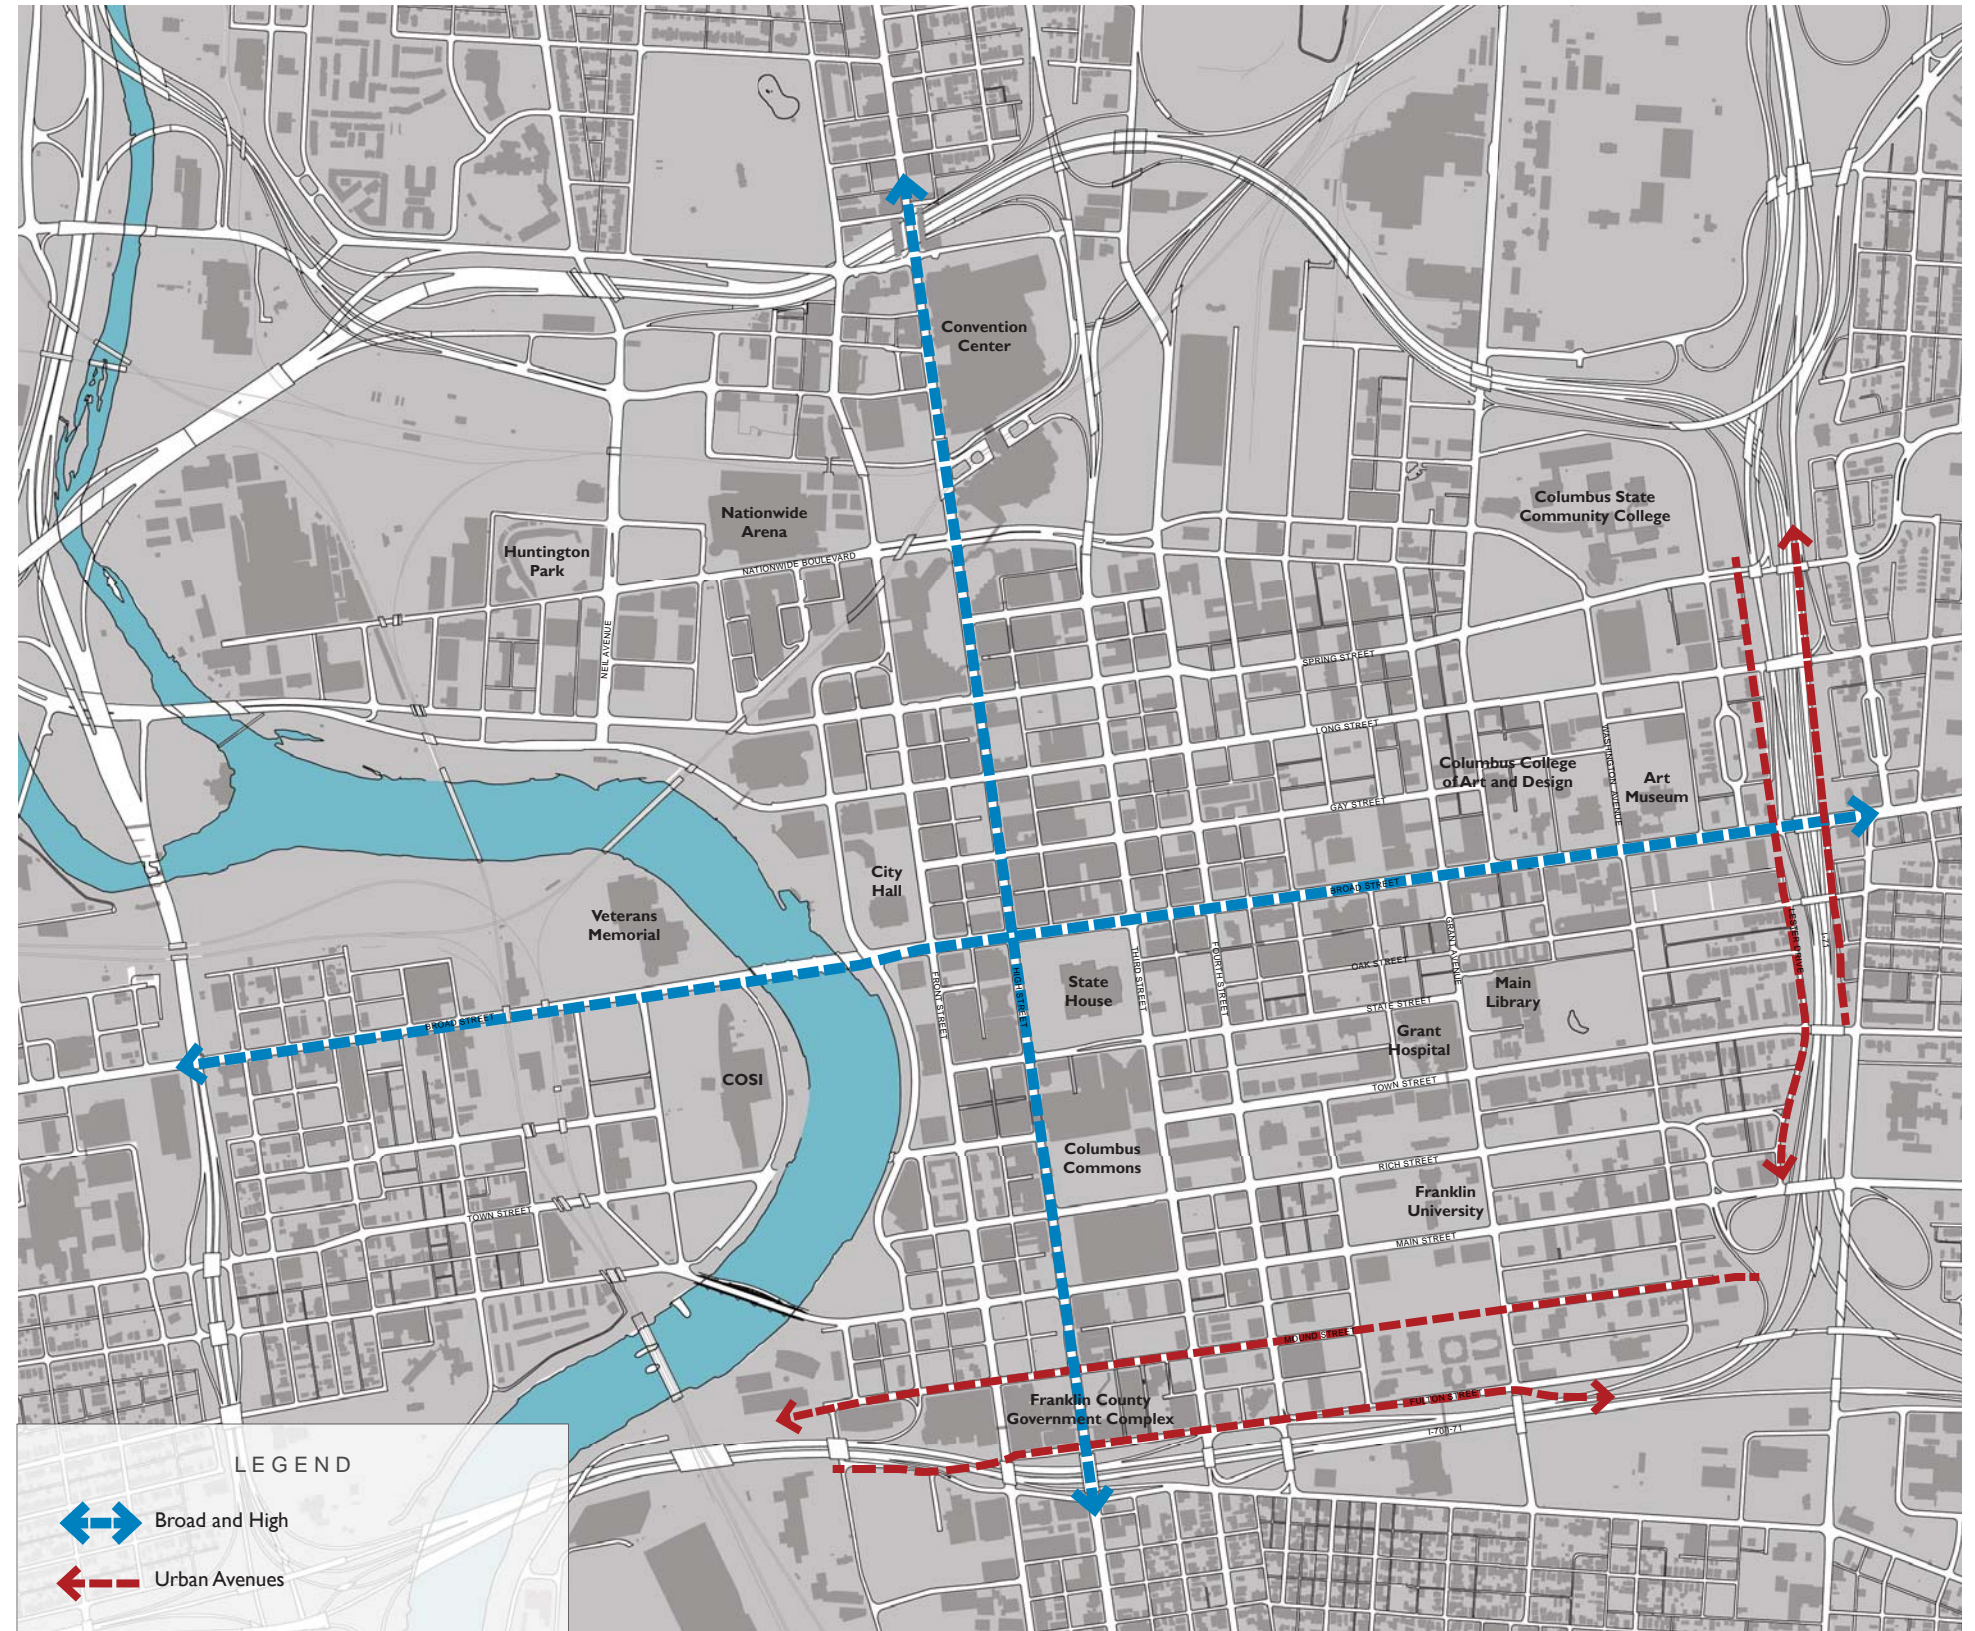 Convention
Center
Columbus State
Community College
Nationwide
Arena
Huntington
Park
NATIONWIDE BOULEVARD
NEIL AVENUE
SPRING STREET
LONG STREET
WASHINGTON AVENUE
Columbus College
of Art and Design
Art
Museum
GAY STREET
City
Hall
BROAD STREET
Veterans
Memorial
GRANT AVENUE
LESTER DRIVE
I-71
THIRD STREET
FOURTH STREET
OAK STREET
FRONT STREET
HIGH STREET
State
House
Main
Library
STATE STREET
BROAD STREET
Grant
Hospital
COSI
TOWN STREET
Columbus
Commons
RICH STREET
Franklin
University
TOWN STREET
MAIN STREET
MOUND STREET
Franklin County
Government Complex
FULTON STREET
I-70/I-71
LEGEND
Broad and High
Urban Avenues